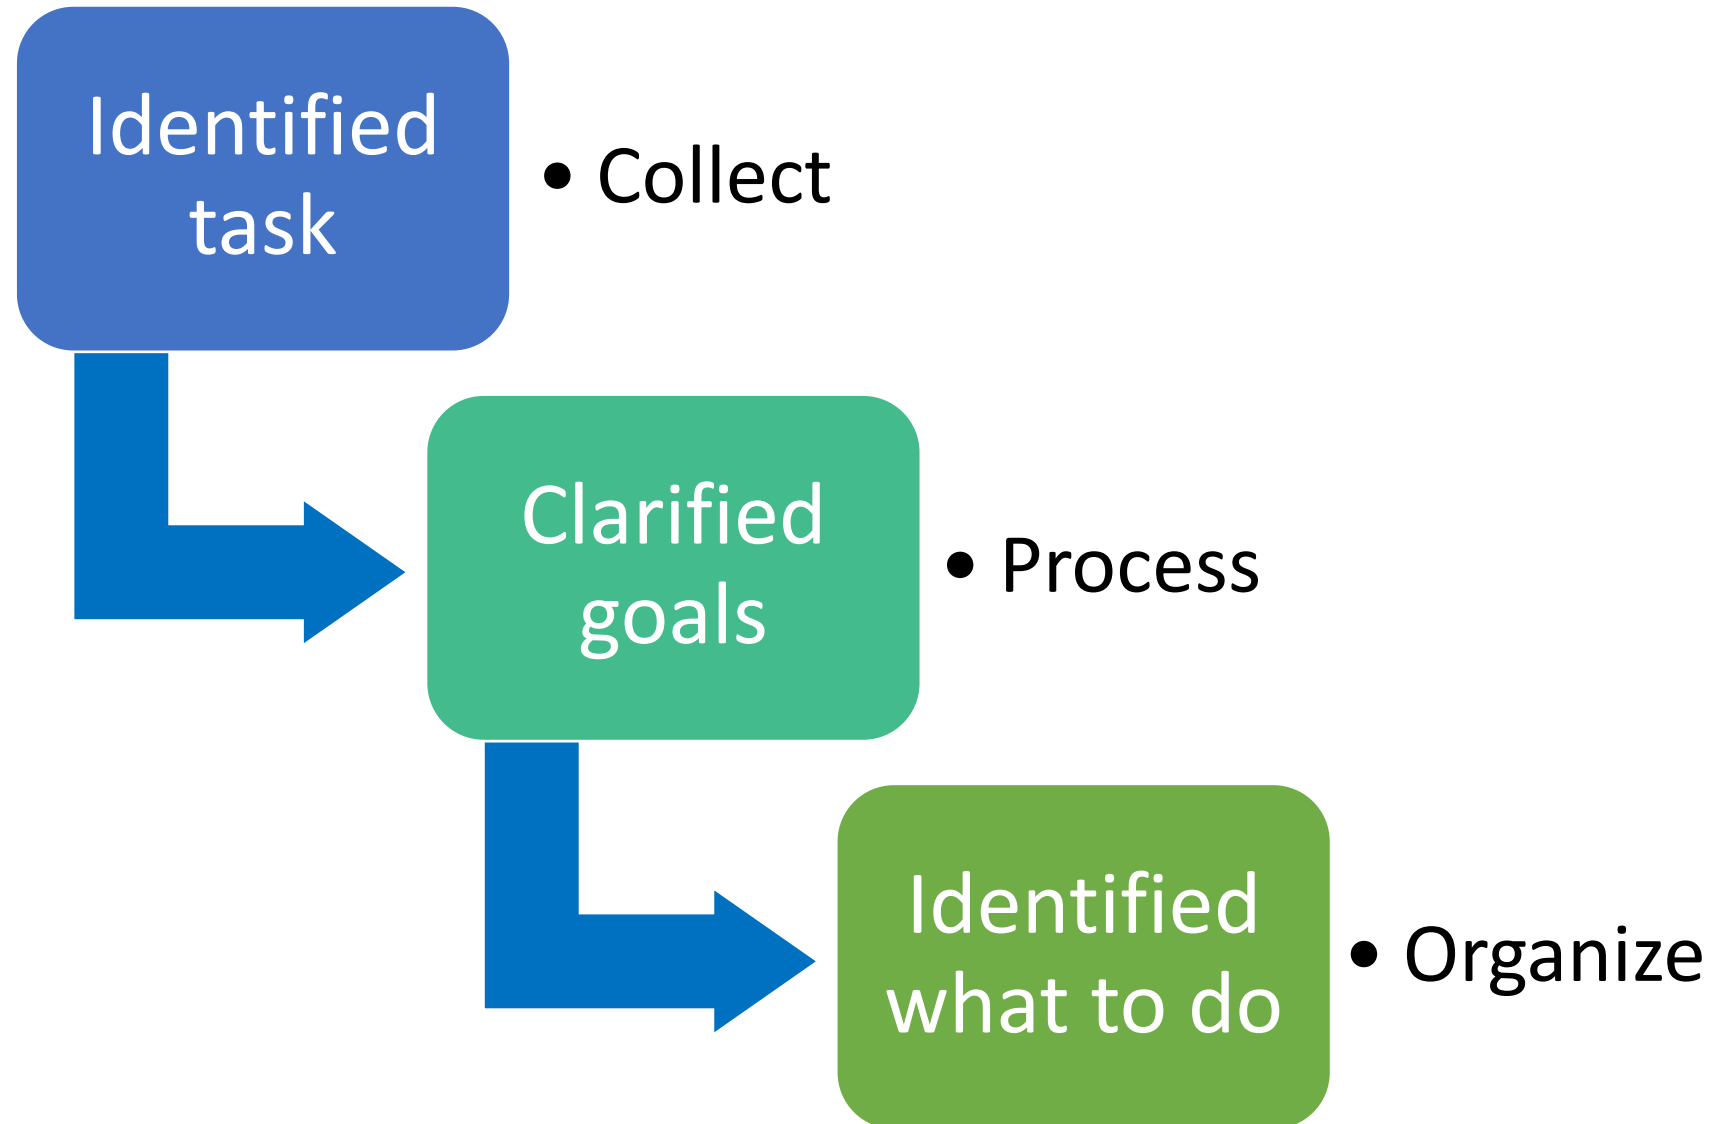 Identified
task
• Collect
Clarified
goals
• Process
Identified
what to do
• Organize